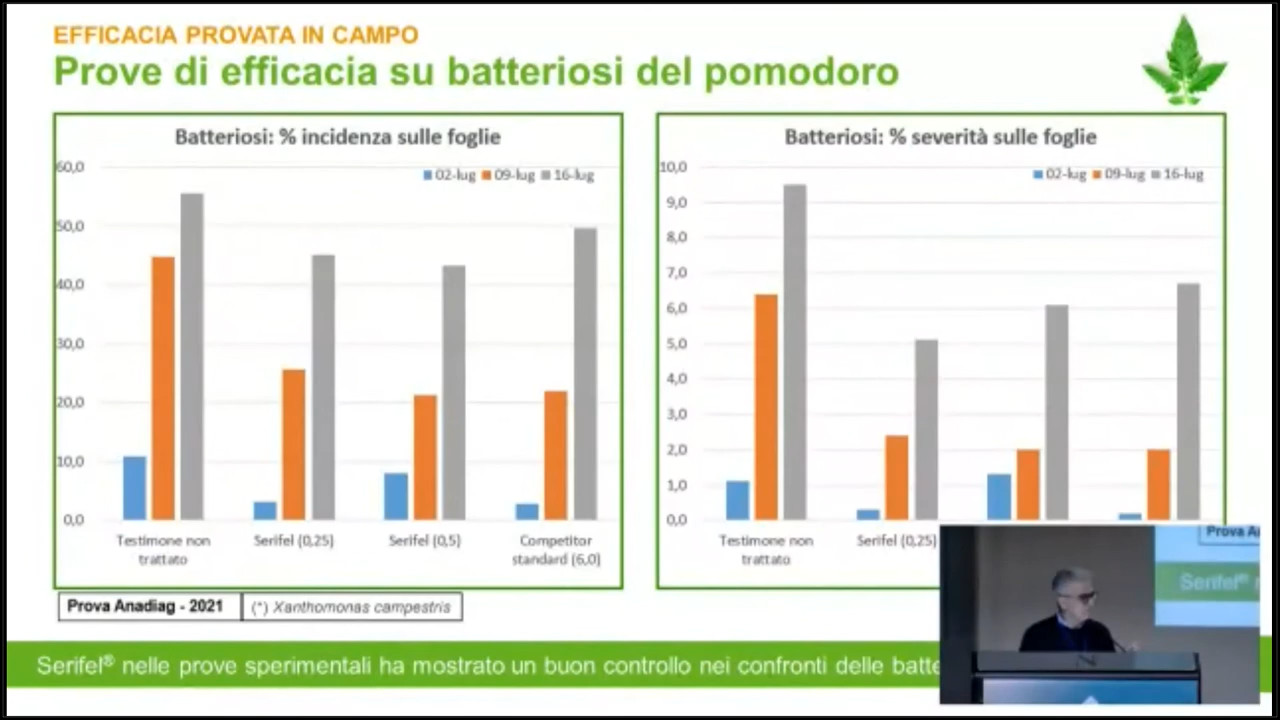 EFFICACIA PROVATA IN CAMPO
Prove di efficacia su batteriosi del pomodoro
Batteriosi: % incidenza sulle foglie
60,0
50,0
40,0
30,0
20,0
10,0
0,0
02-lug 09-lug 16-lug
Testimone non trattato
Serifel (0,25)
Serifel (0,5)
Competitor standard (6,0)
Batteriosi: % severità sulle foglie
10,0
9,0
8,0
7,0
6,0
5,0
4,0
3,0
2,0
1,0
0,0
02-lug 09-lug 16-lug
Testimone non trattato
Serifel (0,25)
Prova Anadiag - 2021
(*) Xanthomonas campestris
Serifel® nelle prove sperimentali ha mostrato un buon controllo nei confronti delle batte
Prova A
Serifel®